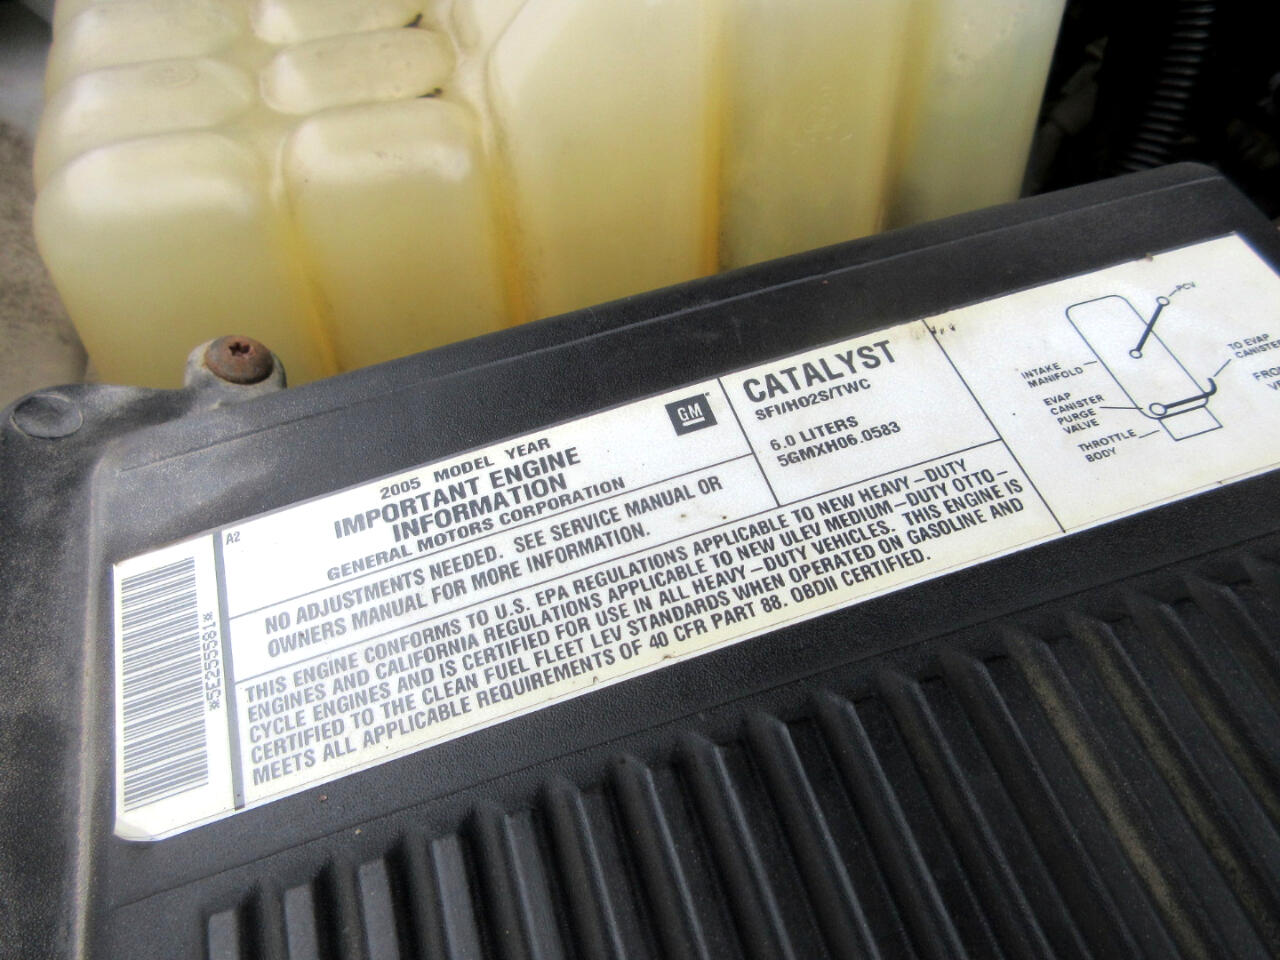 A2
2005 MODEL YEAR
IMPORTANT ENGINE
INFORMATION
GENERAL MOTORS CORPORATION
GM
NO ADJUSTMENTS NEEDED. SEE SERVICE MANUAL OR
OWNERS MANUAL FOR MORE INFORMATION.
CATALYST
SFI/HO2S/TWC
6.0 LITERS
5GMXH06.0583
THIS ENGINE CONFORMS TO U.S. EPA REGULATIONS APPLICABLE TO NEW HEAVY-DUTY
ENGINES AND CALIFORNIA REGULATIONS APPLICABLE TO NEW ULEV MEDIUM-DUTY OTTO-
CYCLE ENGINES AND IS CERTIFIED FOR USE IN ALL HEAVY-DUTY VEHICLES. THIS ENGINE IS
CERTIFIED TO THE CLEAN FUEL FLEET LEV STANDARDS WHEN OPERATED ON GASOLINE AND
MEETS ALL APPLICABLE REQUIREMENTS OF 40 CFR PART 88. OBDII CERTIFIED.
*5E255581*
PCV
INTAKE
MANIFOLD
EVAP
CANISTER
PURGE
VALVE
THROTTLE
BODY
TO EVAP
CANISTER